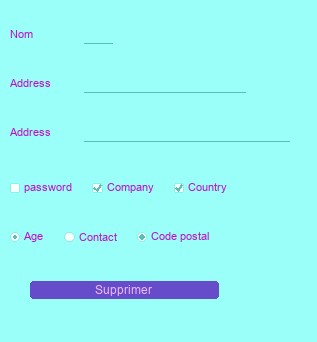 Nom
Address
Address
password Company Country
Age Contact Code postal
Supprimer